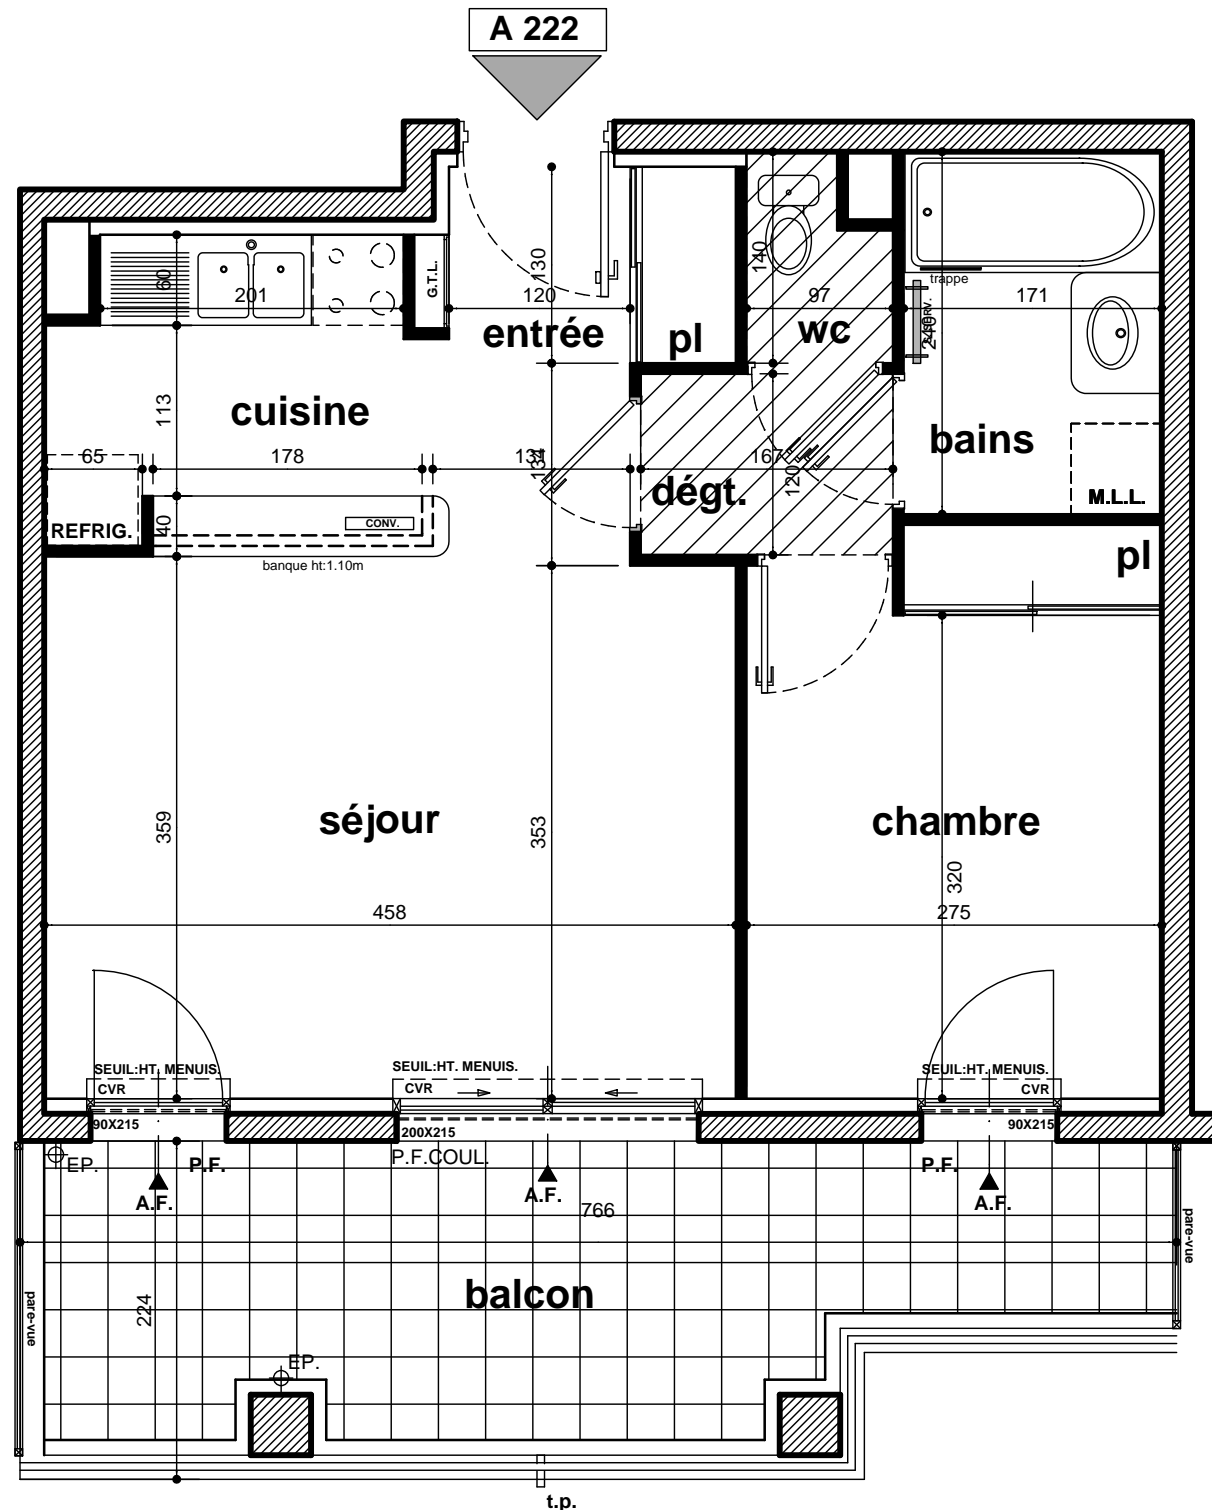 A 222
60
201
G.T.L.
130
120
entrée
pl
140
97
wc
trappe
171
240
bains
cuisine
113
65
178
134
134
167
120
dégt.
M.L.L.
REFRIG.
40
CONV.
banque ht:1.10m
pl
359
séjour
353
chambre
320
458
275
SEUIL:HT. MENUIS.
CVR
SEUIL:HT. MENUIS.
CVR
SEUIL:HT. MENUIS.
CVR
90X215
200X215
90X215
EP.
P.F.
P.F.COUL.
P.F.
A.F.
A.F.
A.F.
766
pare-vue
balcon
224
pare-vue
EP.
t.p.